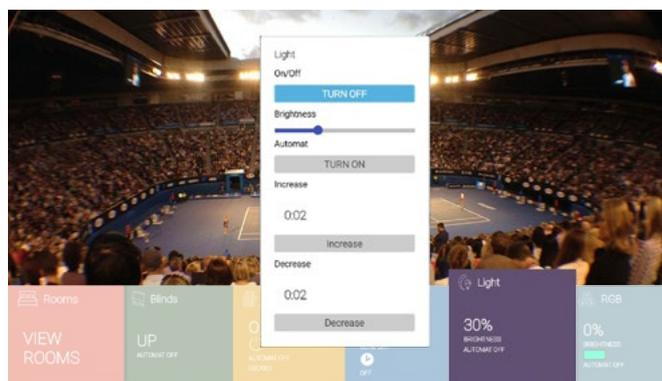 Light
On/Off
TURN OFF
Brightness
Automat
TURN ON
Increase
0:02
Increase
Decrease
0:02
Decrease
Rooms
VIEW
ROOMS
Blinds
UP
AUTOMAT OFF
AUTOMAT OFF
OFF
Light
30%
BRIGHTNESS
AUTOMAT OFF
RGB
0%
BRIGHTNESS
AUTOMAT OFF